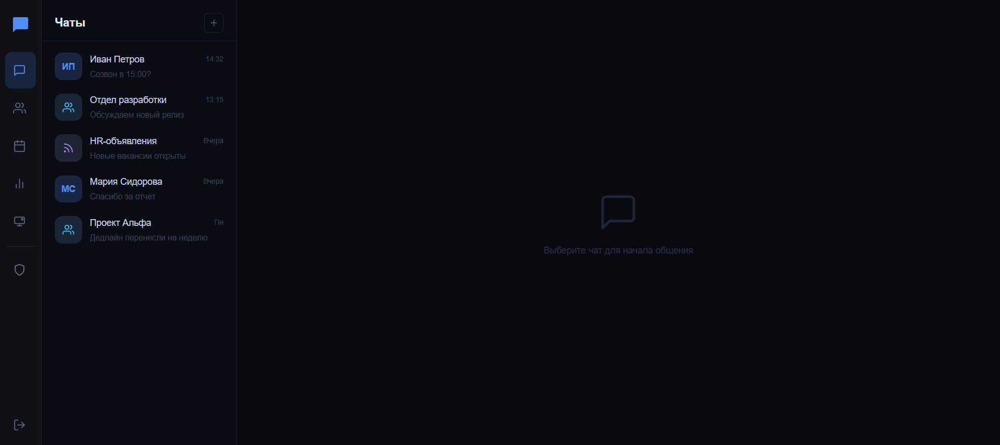 Чаты
ИП
Иван Петров
14:32
Созвон в 15:00?
Отдел разработки
13:15
Обсуждаем новый релиз
HR-объявления
Вчера
Новые вакансии открыты
МС
Мария Сидорова
Вчера
Спасибо за отчет
Проект Альфа
Пн
Дедлайн перенесли на неделю
Выберите чат для начала общения